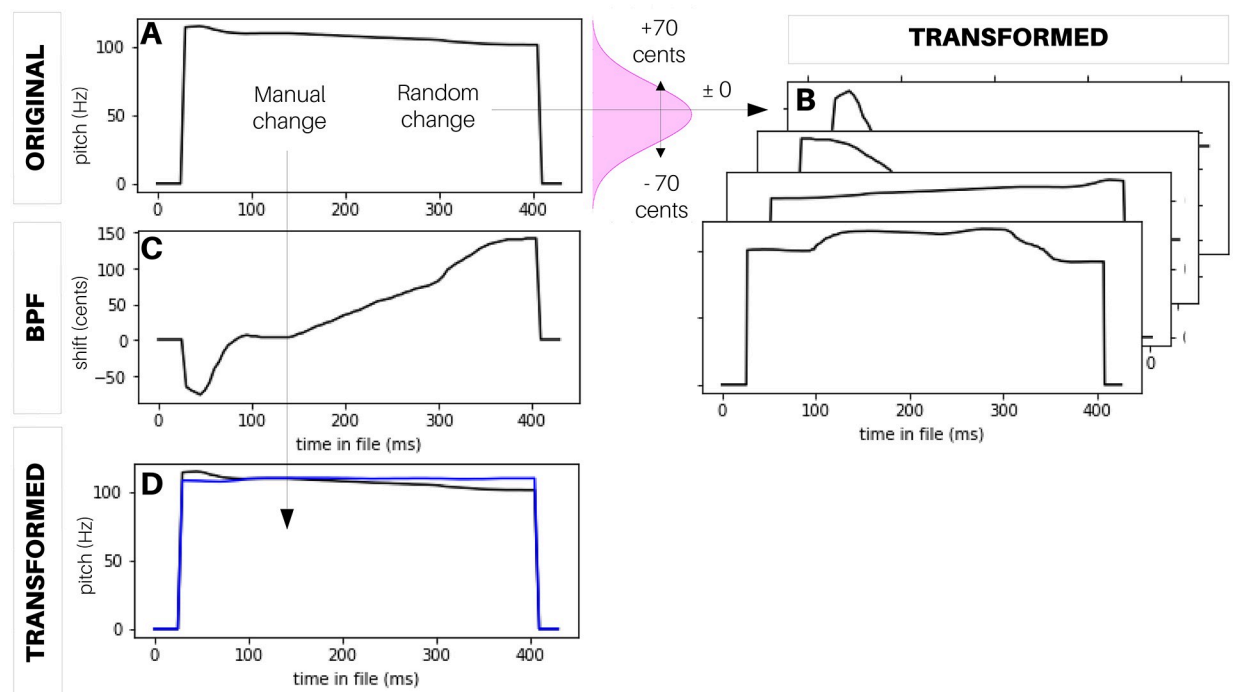 ORIGINAL
A
pitch (Hz)
100
50
0
Manual
change
Random
change
0
100
200
300
400
+70
cents
± 0
- 70
cents
TRANSFORMED
B
0
0
100
200
300
400
time in file (ms)
BPF
C
shift (cents)
150
100
50
0
−50
0
100
200
300
400
time in file (ms)
TRANSFORMED
D
pitch (Hz)
100
50
0
0
100
200
300
400
time in file (ms)